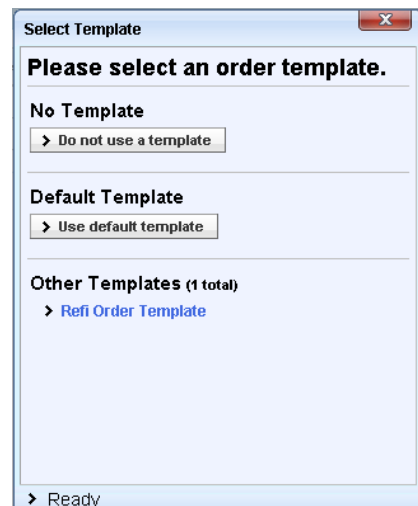 Select Template
Please select an order template.
No Template
Do not use a template
Default Template
Use default template
Other Templates (1 total)
Refi Order Template
Ready